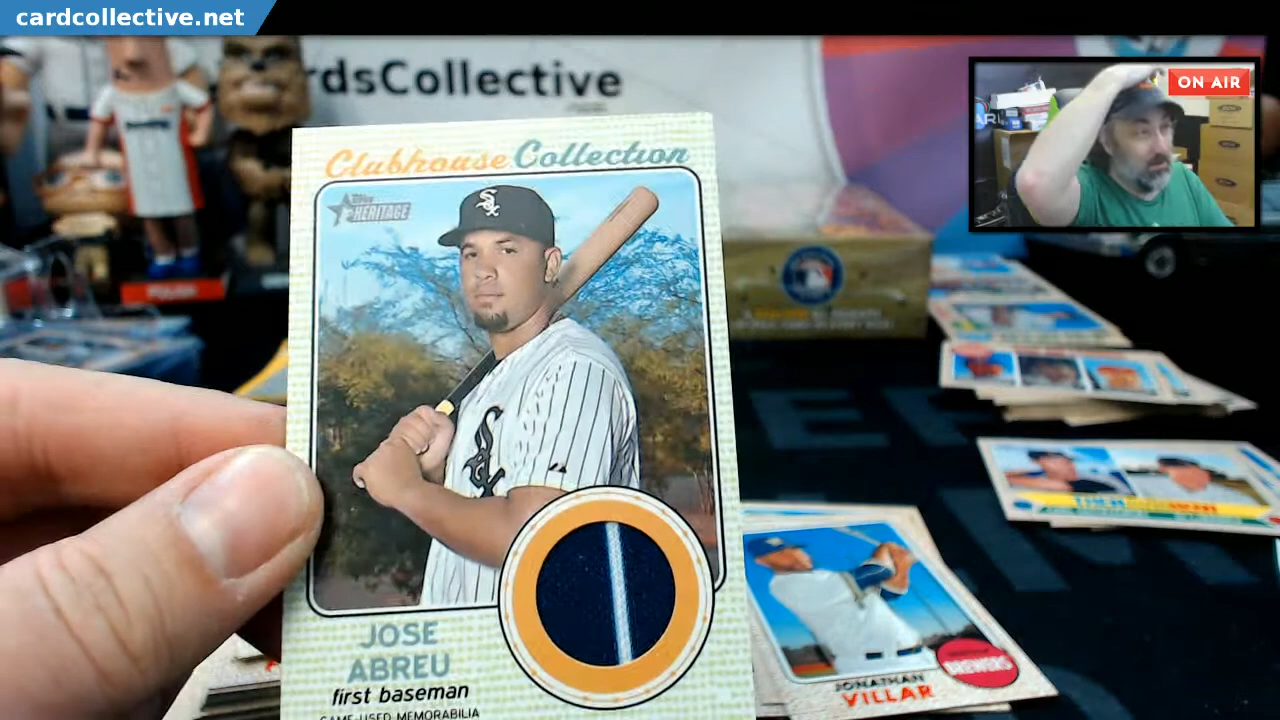 cardcollective.net
rdsCollective
ON AIR
Clubhouse Collection
Topps
HERITAGE
JOSE
ABREU
first baseman
GAME-USED MEMORABILIA
BREWERS
JONATHAN
VILLAR